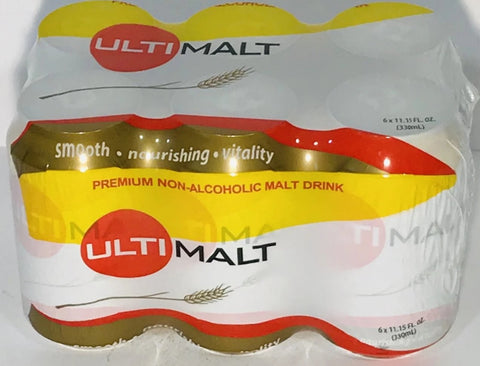 ULTIMALT
6 x 11.15 FL. OZ.
(330mL)
smooth • nourishing • vitality
PREMIUM NON-ALCOHOLIC MALT DRINK
ULTIMALT
6 x 11.15 FL. OZ.
(330mL)